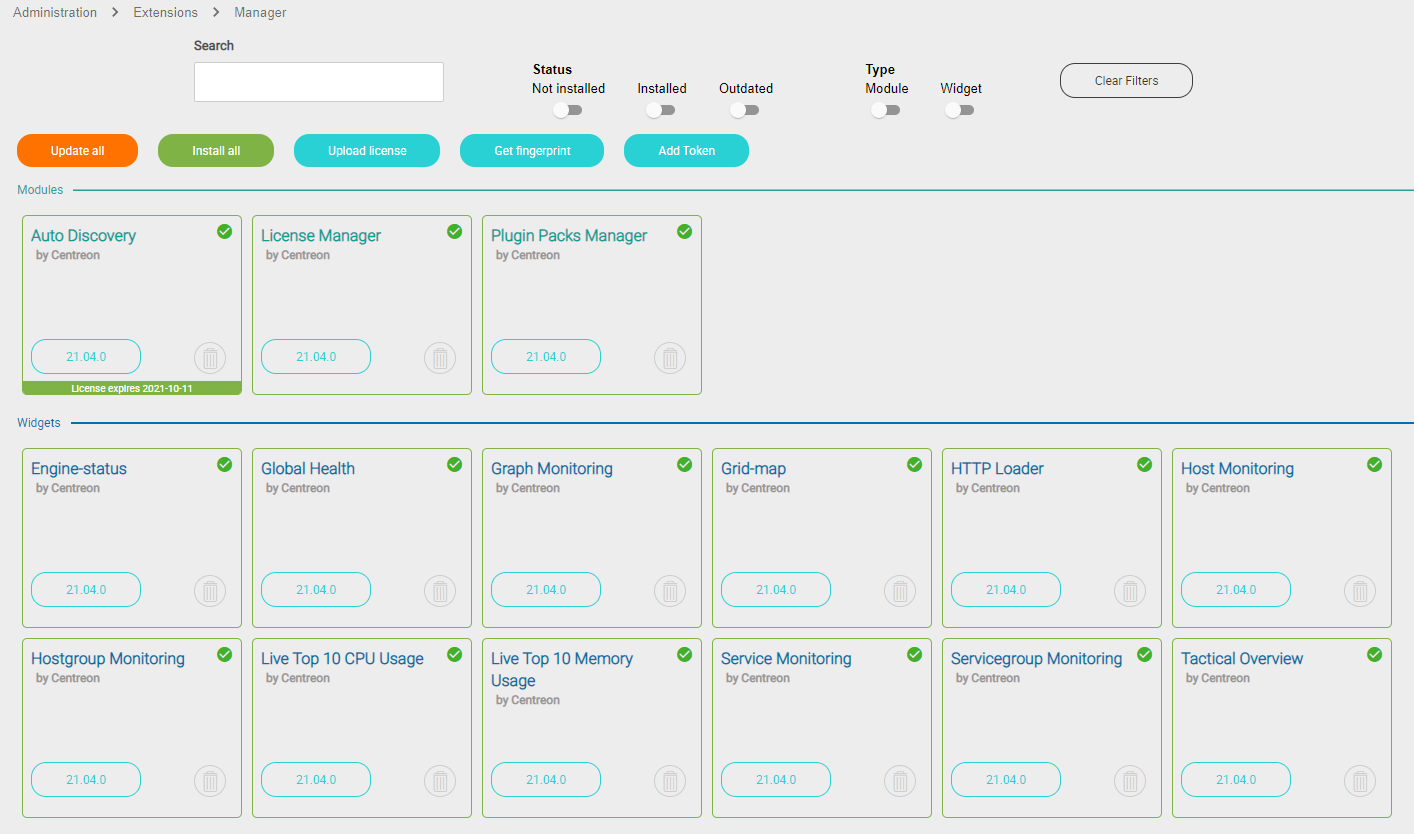 Administration > Extensions > Manager
Search
Status
Not installed Installed Outdated
Type
Module Widget
Clear Filters
Update all Install all Upload license Get fingerprint Add Token
Modules
Auto Discovery
by Centreon
21.04.0
License expires 2021-10-11
License Manager
by Centreon
21.04.0
Plugin Packs Manager
by Centreon
21.04.0
Widgets
Engine-status
by Centreon
21.04.0
Global Health
by Centreon
21.04.0
Graph Monitoring
by Centreon
21.04.0
Grid-map
by Centreon
21.04.0
HTTP Loader
by Centreon
21.04.0
Host Monitoring
by Centreon
21.04.0
Hostgroup Monitoring
by Centreon
21.04.0
Live Top 10 CPU Usage
by Centreon
21.04.0
Live Top 10 Memory
Usage
by Centreon
21.04.0
Service Monitoring
by Centreon
21.04.0
Servicegroup Monitoring
by Centreon
21.04.0
Tactical Overview
by Centreon
21.04.0